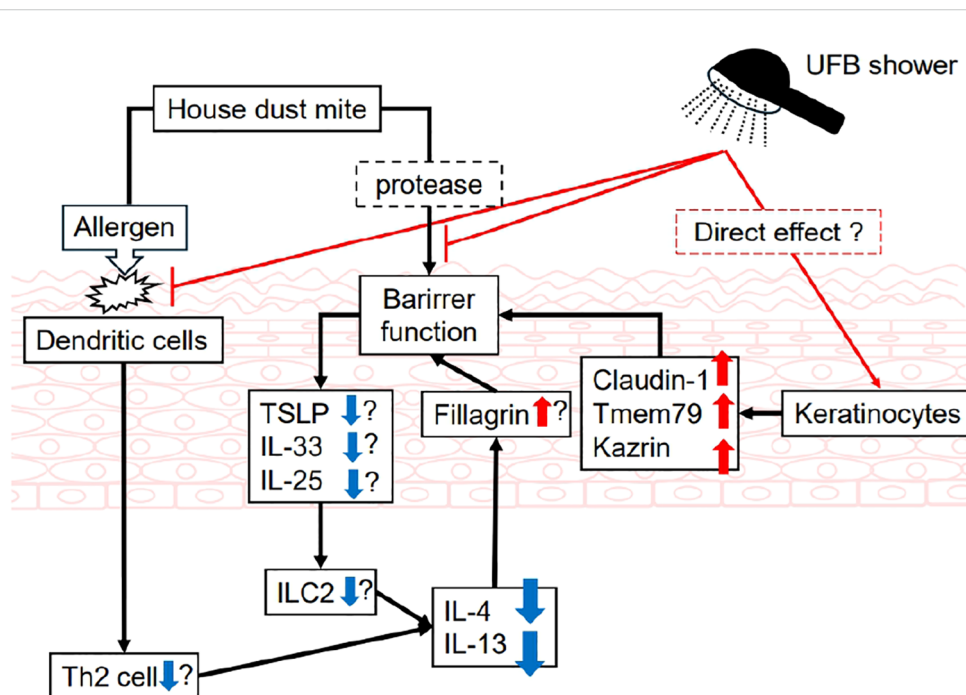 UFB shower
House dust mite
protease
Allergen
Direct effect ?
Barirrer
function
Dendritic cells
Claudin-1
Tmem79
Kazrin
Keratinocytes
TSLP ?
IL-33 ?
IL-25 ?
Fillagrin ?
ILC2 ?
IL-4
IL-13
Th2 cell ?